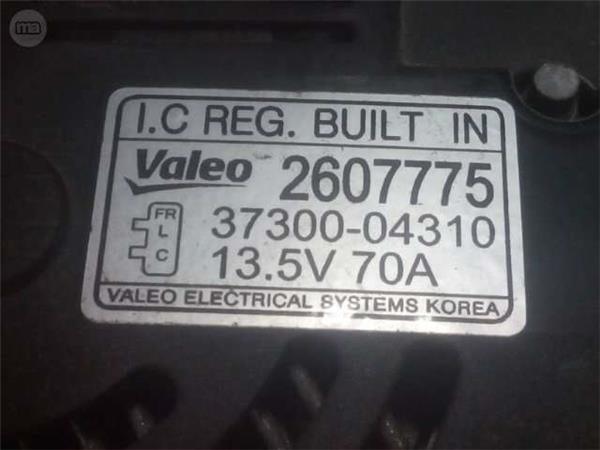 ma
I.C REG. BUILT IN
Valeo 2607775
FR
L
C
37300-04310
13.5V 70A
VALEO ELECTRICAL SYSTEMS KOREA